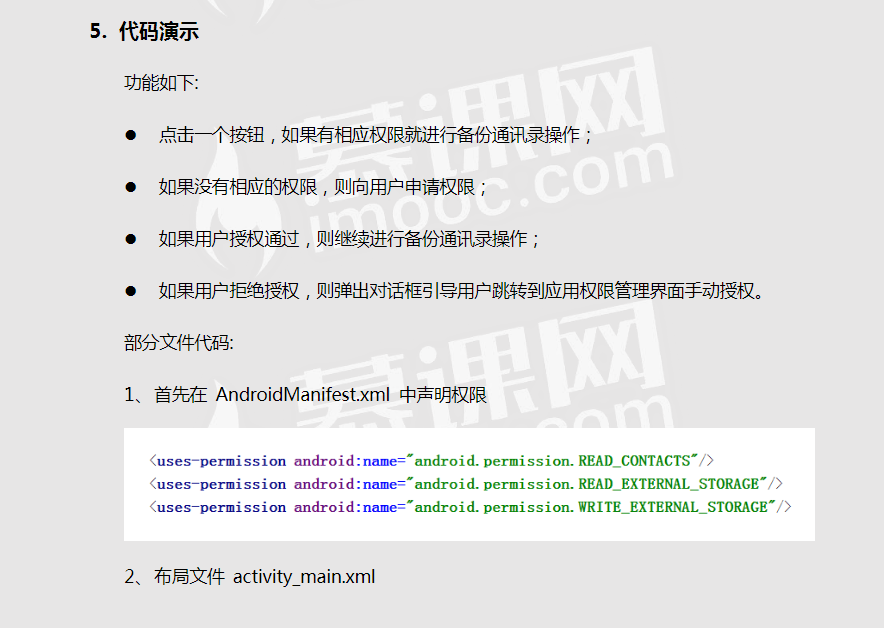 5. 代码演示
功能如下:
● 点击一个按钮，如果有相应权限就进行备份通讯录操作；
● 如果没有相应的权限，则向用户申请权限；
● 如果用户授权通过，则继续进行备份通讯录操作；
● 如果用户拒绝授权，则弹出对话框引导用户跳转到应用权限管理界面手动授权。
部分文件代码:
1、首先在 AndroidManifest.xml 中声明权限
<uses-permission android:name="android.permission.READ_CONTACTS"/>
<uses-permission android:name="android.permission.READ_EXTERNAL_STORAGE"/>
<uses-permission android:name="android.permission.WRITE_EXTERNAL_STORAGE"/>
2、布局文件 activity_main.xml
慕课网
imooc.com
慕课网